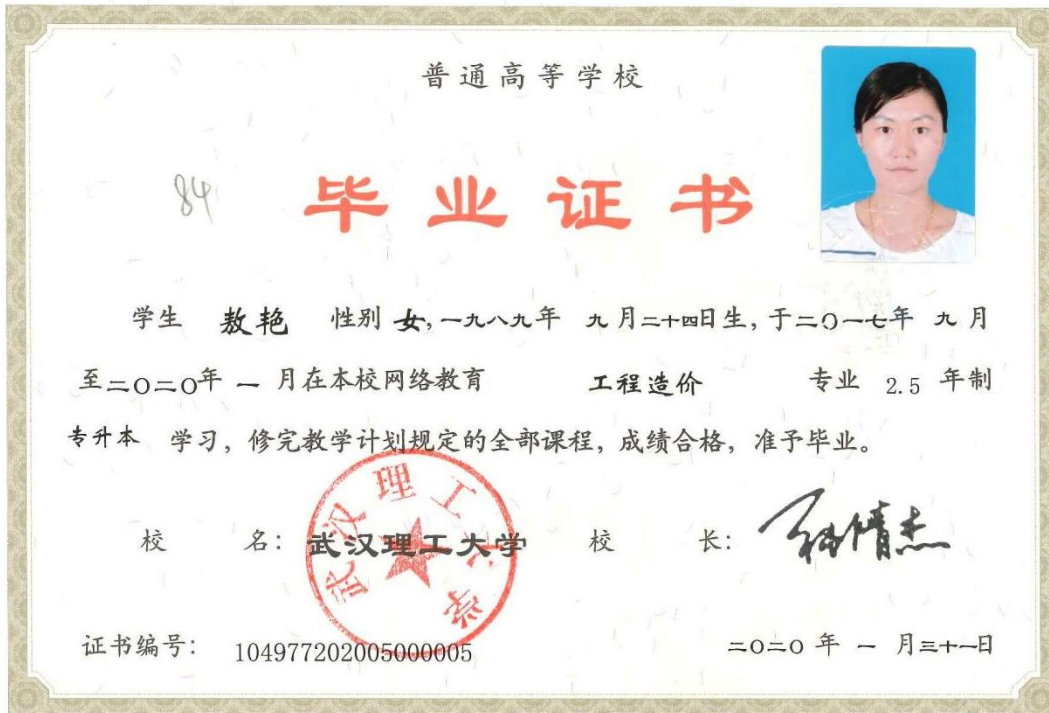 普通高等学校
84
毕业证书
学生 敖艳 性别 女,一九八九年 九月二十四日生,于二〇一七年 九月
至二〇二〇年 一 月在本校网络教育 工程造价 专业 2.5 年制
专升本 学习,修完教学计划规定的全部课程,成绩合格,准予毕业。
校 名:武汉理工大学 校 长:
武汉理工大学
证书编号: 104977202005000005 二〇二〇 年 一 月三十一日